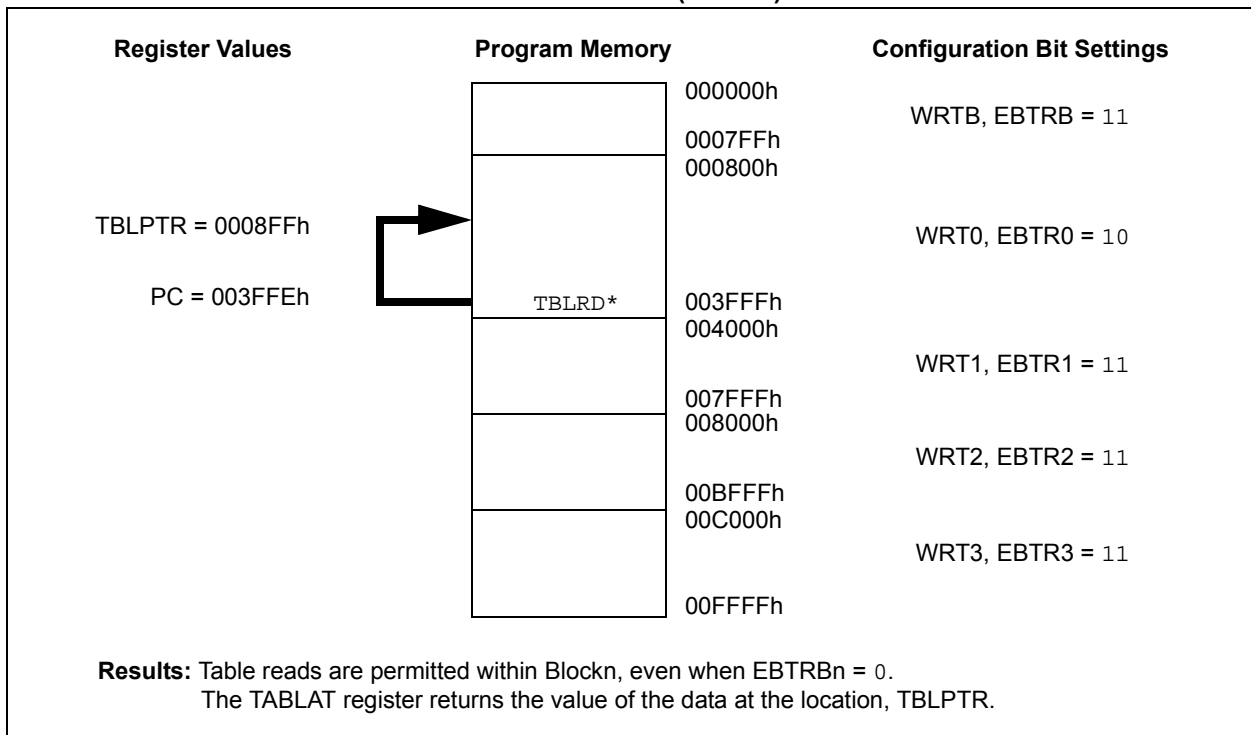 Register Values Program Memory Configuration Bit Settings
000000h
WRTB, EBTRB = 11
0007FFh
000800h
TBLPTR = 0008FFh
WRT0, EBTR0 = 10
PC = 003FFEh
TBLRD*
003FFFh
004000h
WRT1, EBTR1 = 11
007FFFh
008000h
WRT2, EBTR2 = 11
00BFFFh
00C000h
WRT3, EBTR3 = 11
00FFFFh
Results: Table reads are permitted within Blockn, even when EBTRBn = 0.
The TABLAT register returns the value of the data at the location, TBLPTR.